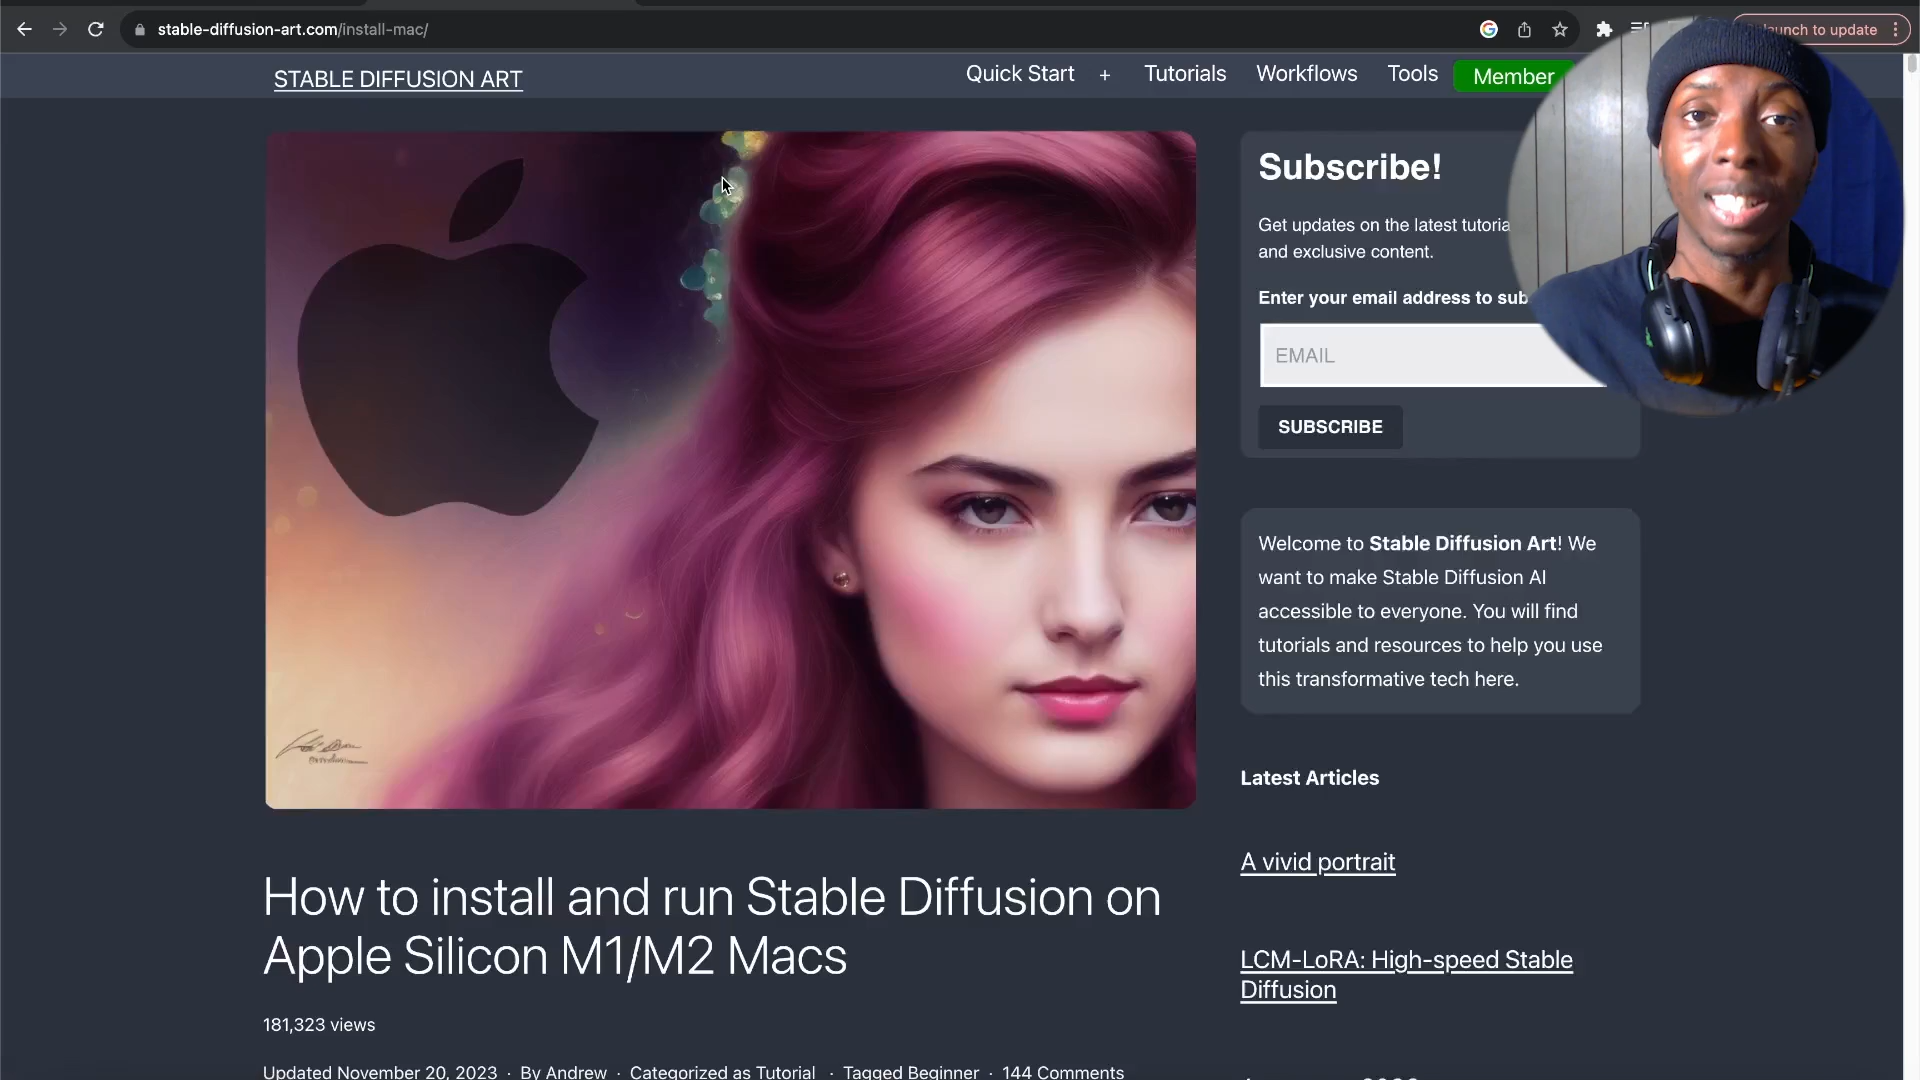 stable-diffusion-art.com/install-mac/
aunch to update
STABLE DIFFUSION ART
Quick Start + Tutorials Workflows Tools Member
Subscribe!
Get updates on the latest tutoria
and exclusive content.
Enter your email address to sub
EMAIL
SUBSCRIBE
Welcome to Stable Diffusion Art! We
want to make Stable Diffusion AI
accessible to everyone. You will find
tutorials and resources to help you use
this transformative tech here.
Latest Articles
A vivid portrait
LCM-LoRA: High-speed Stable
Diffusion
How to install and run Stable Diffusion on
Apple Silicon M1/M2 Macs
181,323 views
Updated November 20, 2023 · By Andrew · Categorized as Tutorial · Tagged Beginner · 144 Comments